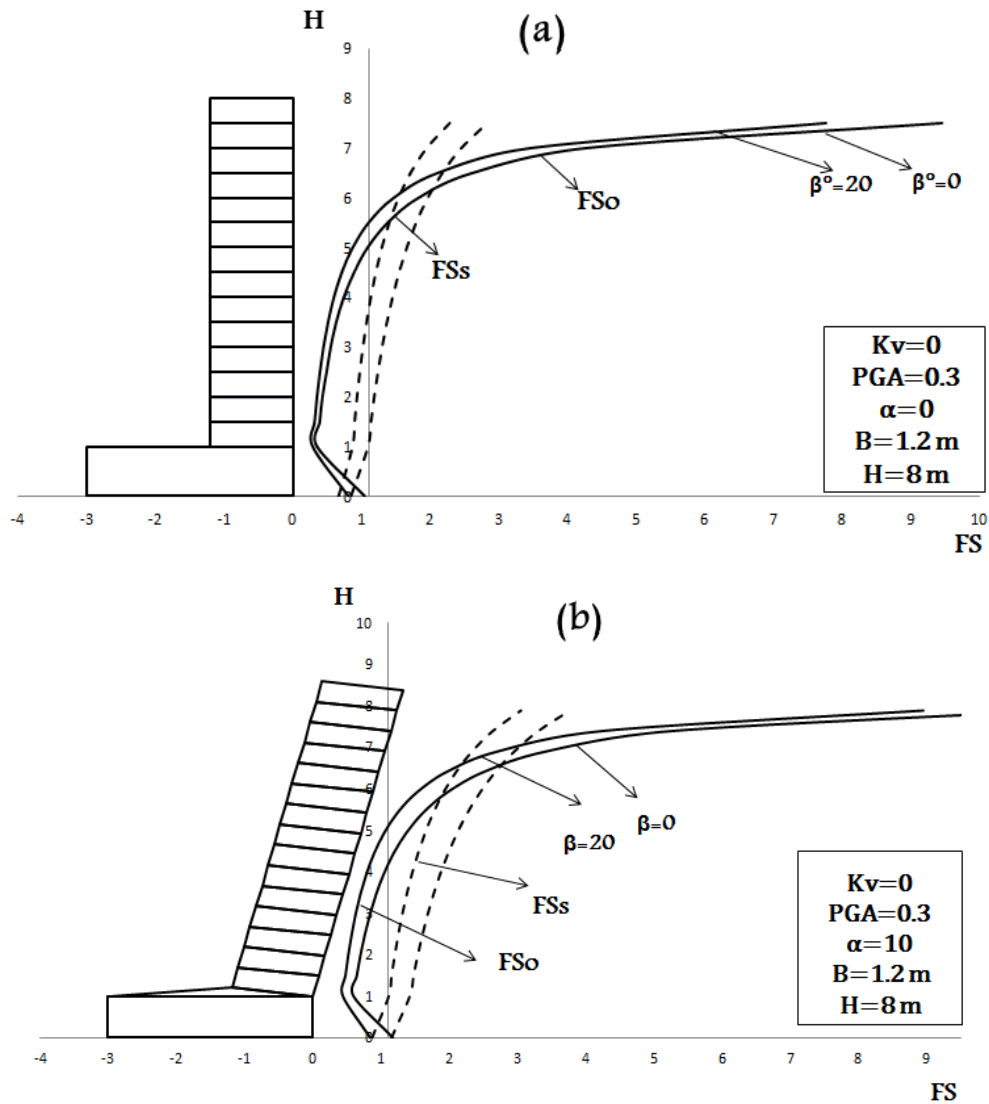 H
(a)
9
8
7
6
5
4
3
2
1
0
β°=20
β°=0
FSo
FSs
Kv=0
PGA=0.3
α=0
B=1.2 m
H=8 m
-4 -3 -2 -1 0 1 2 3 4 5 6 7 8 9 10
FS
H
(b)
10
9
8
7
6
5
4
3
2
1
0
β=20
β=0
FSs
FSo
Kv=0
PGA=0.3
α=10
B=1.2 m
H=8 m
-4 -3 -2 -1 0 1 2 3 4 5 6 7 8 9
FS